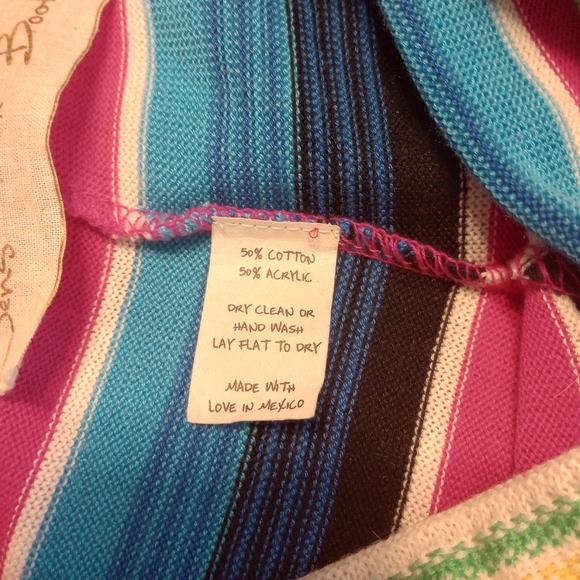 50% COTTON
50% ACRYLIC
DRY CLEAN OR
HAND WASH
LAY FLAT TO DRY
MADE WITH
LOVE IN MEXICO